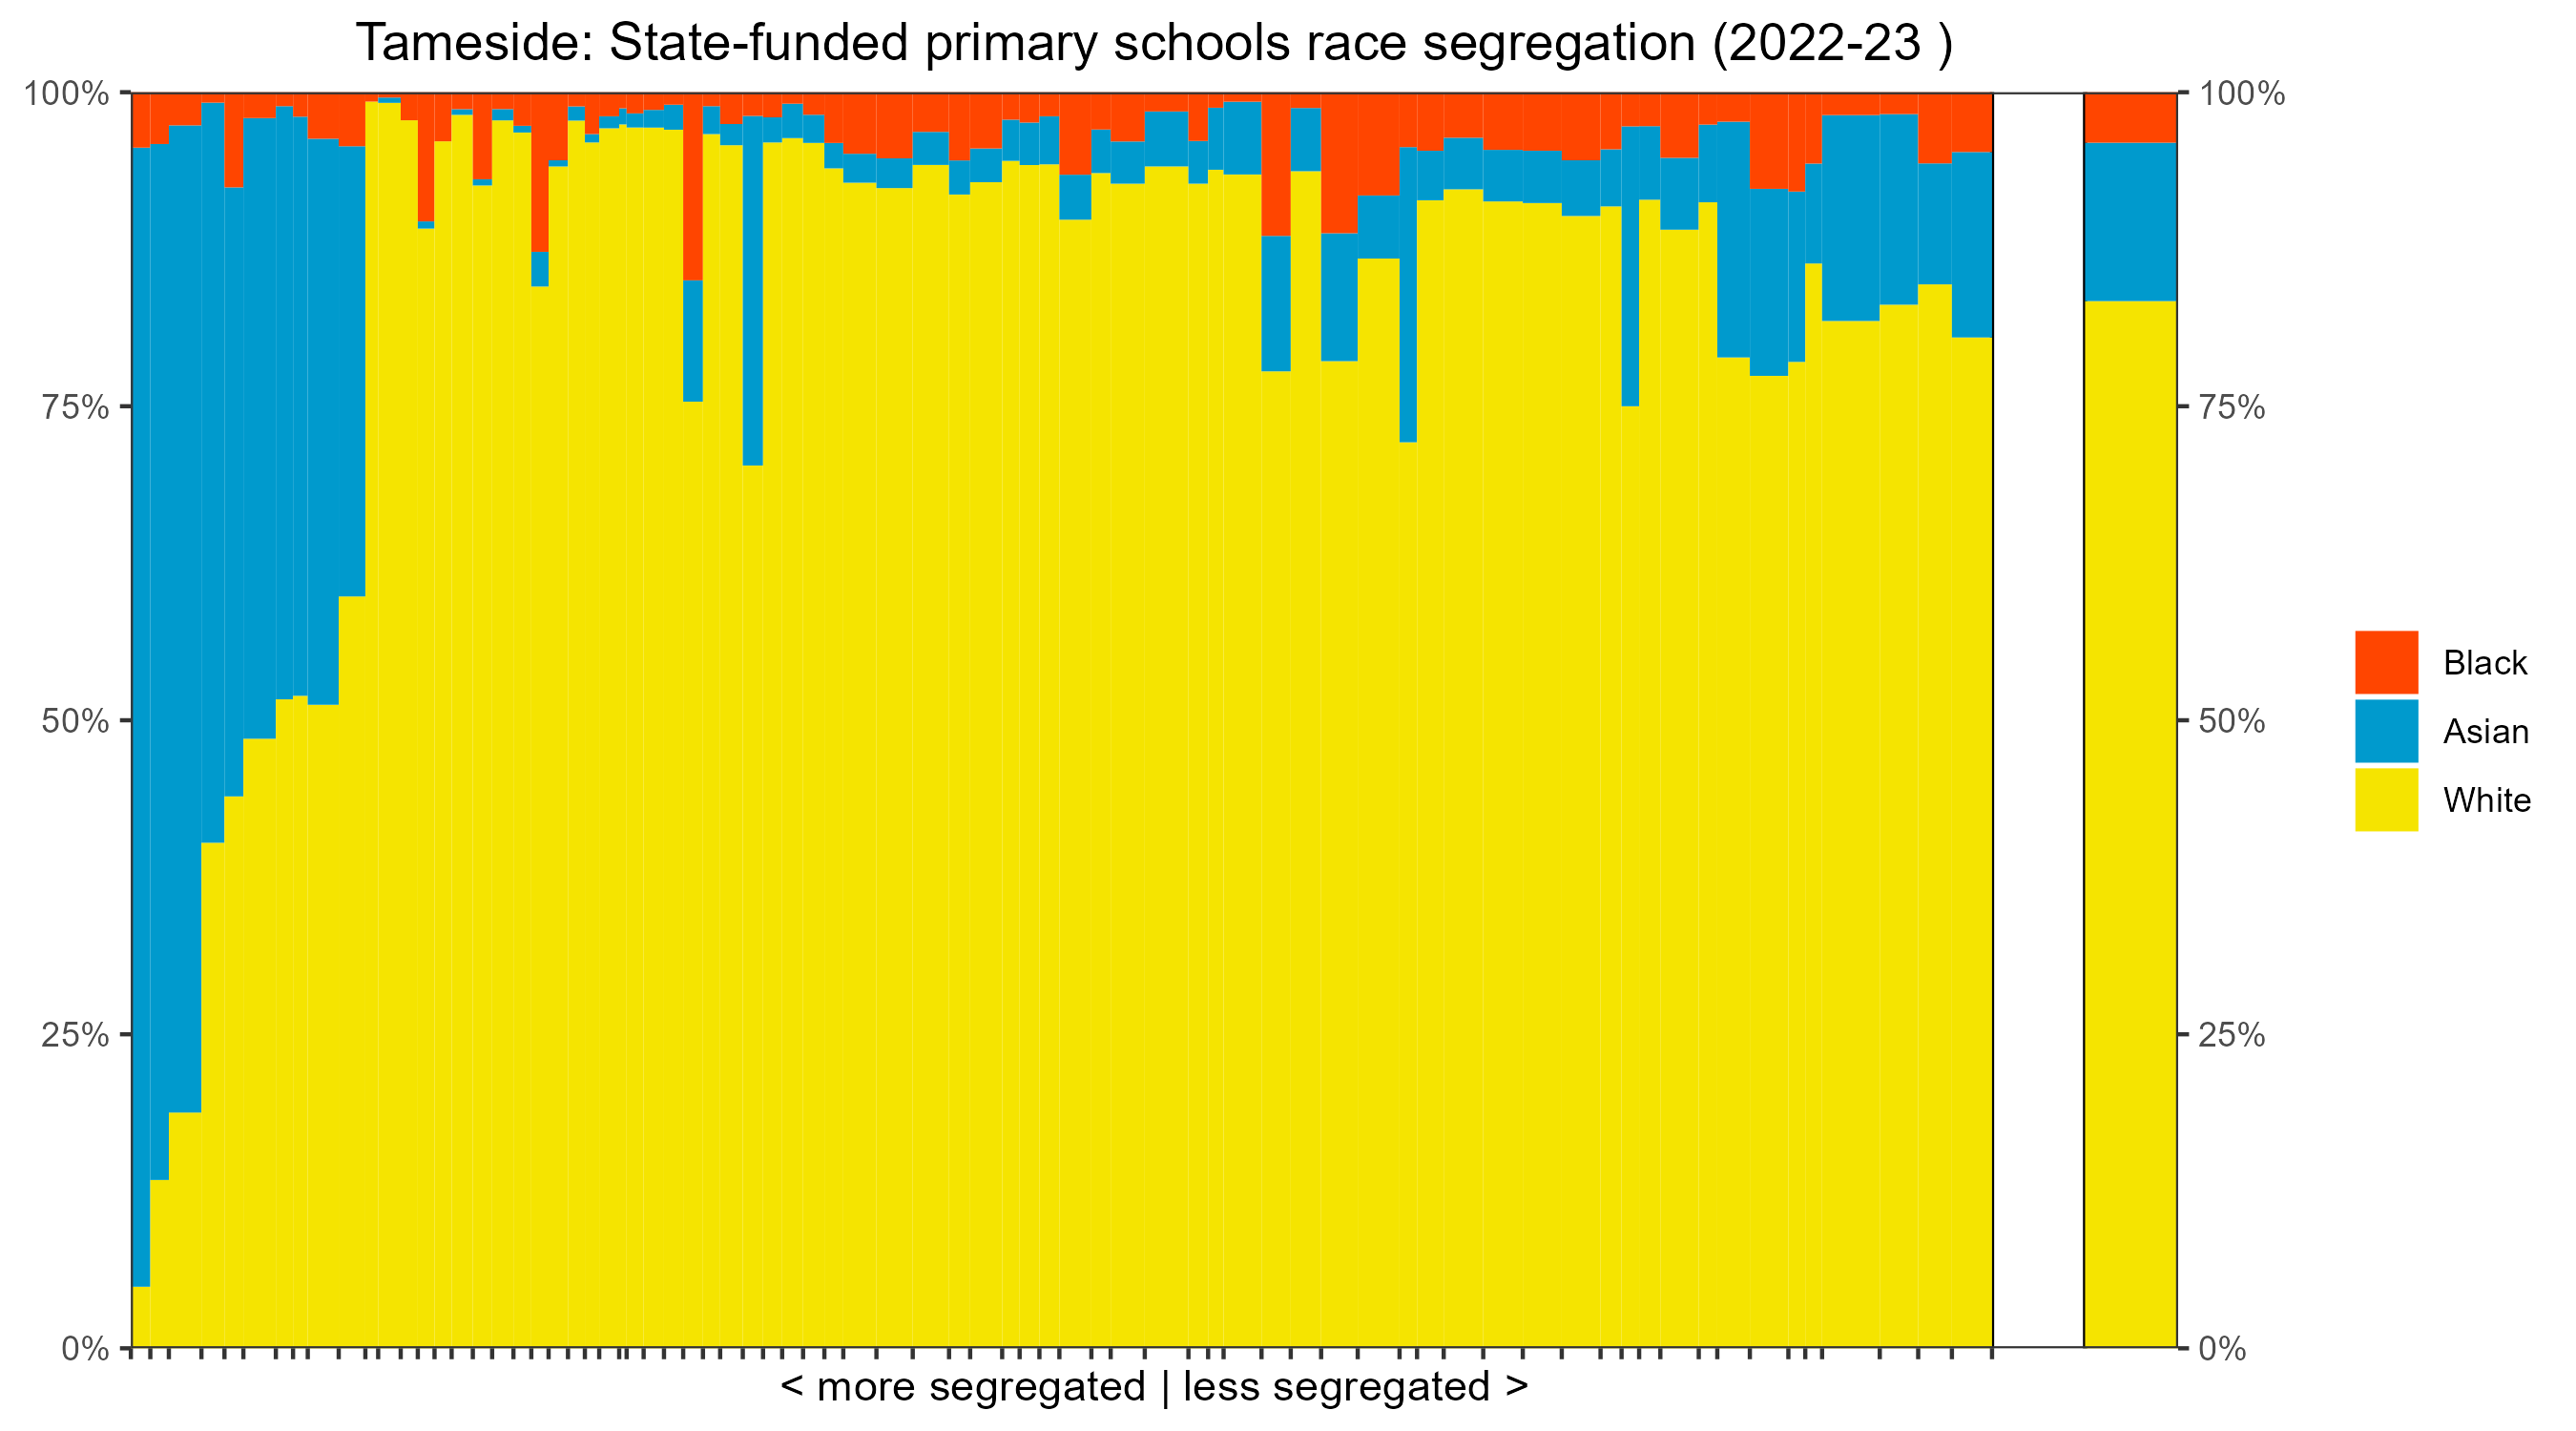 Tameside: State-funded primary schools race segregation (2022-23 )
100%
75%
50%
25%
0%
100%
75%
50%
25%
0%
Black
Asian
White
< more segregated | less segregated >